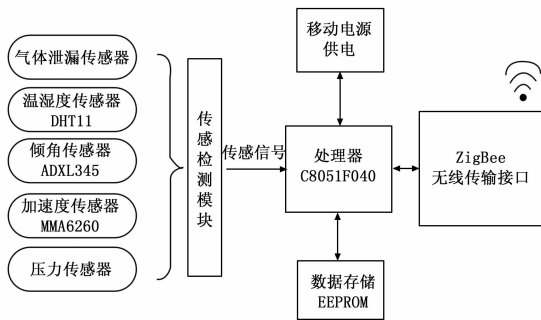 气体泄漏传感器
温湿度传感器
DHT11
倾角传感器
ADXL345
加速度传感器
MMA6260
压力传感器
传感检测模块
传感信号
移动电源
供电
处理器
C8051F040
数据存储
EEPROM
ZigBee
无线传输接口